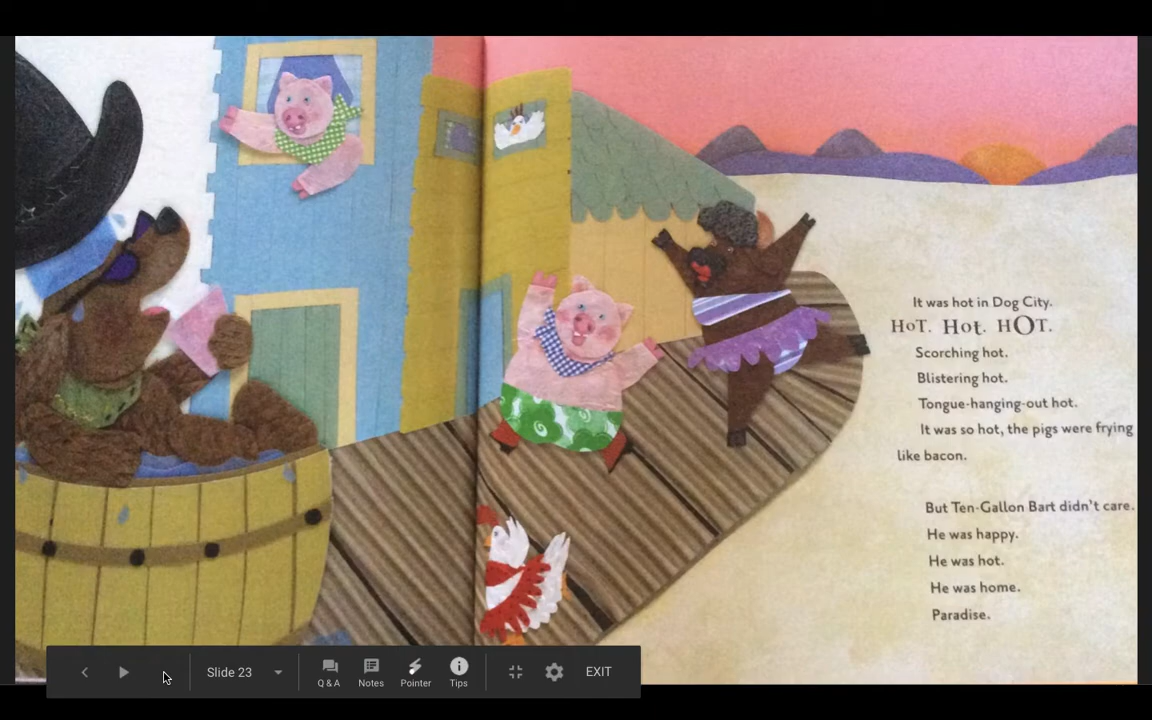 It was hot in Dog City.
HOT. Hot. HOT.
Scorching hot.
Blistering hot.
Tongue-hanging-out hot.
It was so hot, the pigs were frying
like bacon.
But Ten-Gallon Bart didn't care.
He was happy.
He was hot.
He was home.
Paradise.
Slide 23
Q & A
Notes
Pointer
Tips
EXIT